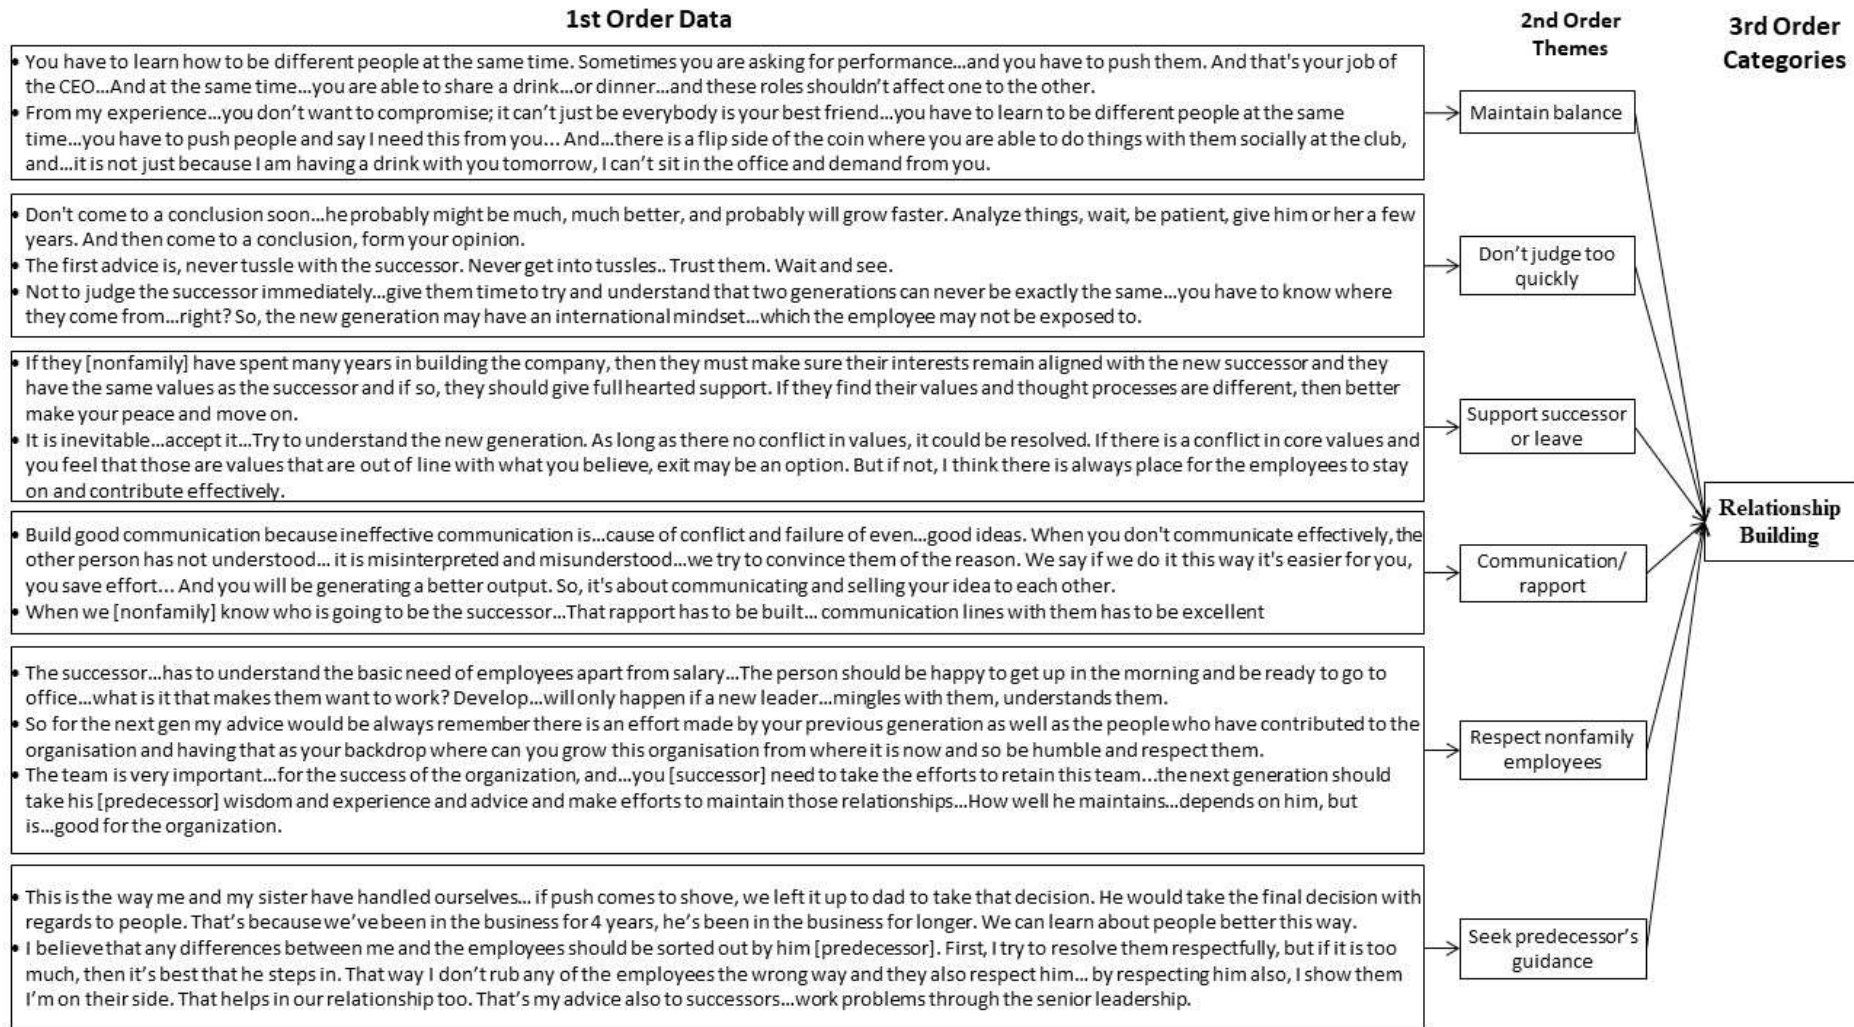 1st Order Data
2nd Order
Themes
3rd Order
Categories
• You have to learn how to be different people at the same time. Sometimes you are asking for performance...and you have to push them. And that's your job of
the CEO...And at the same time...you are able to share a drink...or dinner...and these roles shouldn't affect one to the other.
• From my experience...you don't want to compromise; it can't just be everybody is your best friend...you have to learn to be different people at the same
time...you have to push people and say I need this from you... And...there is a flip side of the coin where you are able to do things with them socially at the club,
and...it is not just because I am having a drink with you tomorrow, I can't sit in the office and demand from you.
Maintain balance
• Don't come to a conclusion soon...he probably might be much, much better, and probably will grow faster. Analyze things, wait, be patient, give him or her a few
years. And then come to a conclusion, form your opinion.
• The first advice is, never tussle with the successor. Never get into tussles.. Trust them. Wait and see.
• Not to judge the successor immediately...give them time to try and understand that two generations can never be exactly the same...you have to know where
they come from...right? So, the new generation may have an international mindset...which the employee may not be exposed to.
Don't judge too
quickly
• If they [nonfamily] have spent many years in building the company, then they must make sure their interests remain aligned with the new successor and they
have the same values as the successor and if so, they should give full hearted support. If they find their values and thought processes are different, then better
make your peace and move on.
• It is inevitable...accept it...Try to understand the new generation. As long as there no conflict in values, it could be resolved. If there is a conflict in core values and
you feel that those are values that are out of line with what you believe, exit may be an option. But if not, I think there is always place for the employees to stay
on and contribute effectively.
Support successor
or leave
• Build good communication because ineffective communication is...cause of conflict and failure of even...good ideas. When you don't communicate effectively, the
other person has not understood... it is misinterpreted and misunderstood...we try to convince them of the reason. We say if we do it this way it's easier for you,
you save effort... And you will be generating a better output. So, it's about communicating and selling your idea to each other.
• When we [nonfamily] know who is going to be the successor...That rapport has to be built... communication lines with them has to be excellent
Communication/
rapport
• The successor...has to understand the basic need of employees apart from salary...The person should be happy to get up in the morning and be ready to go to
office...what is it that makes them want to work? Develop...will only happen if a new leader...mingles with them, understands them.
• So for the next gen my advice would be always remember there is an effort made by your previous generation as well as the people who have contributed to the
organisation and having that as your backdrop where can you grow this organisation from where it is now and so be humble and respect them.
• The team is very important...for the success of the organization, and...you [successor] need to take the efforts to retain this team...the next generation should
take his [predecessor] wisdom and experience and advice and make efforts to maintain those relationships...How well he maintains...depends on him, but
is...good for the organization.
Respect nonfamily
employees
• This is the way me and my sister have handled ourselves... if push comes to shove, we left it up to dad to take that decision. He would take the final decision with
regards to people. That's because we've been in the business for 4 years, he's been in the business for longer. We can learn about people better this way.
• I believe that any differences between me and the employees should be sorted out by him [predecessor]. First, I try to resolve them respectfully, but if it is too
much, then it's best that he steps in. That way I don't rub any of the employees the wrong way and they also respect him... by respecting him also, I show them
I'm on their side. That helps in our relationship too. That's my advice also to successors...work problems through the senior leadership.
Seek predecessor's
guidance
Relationship
Building